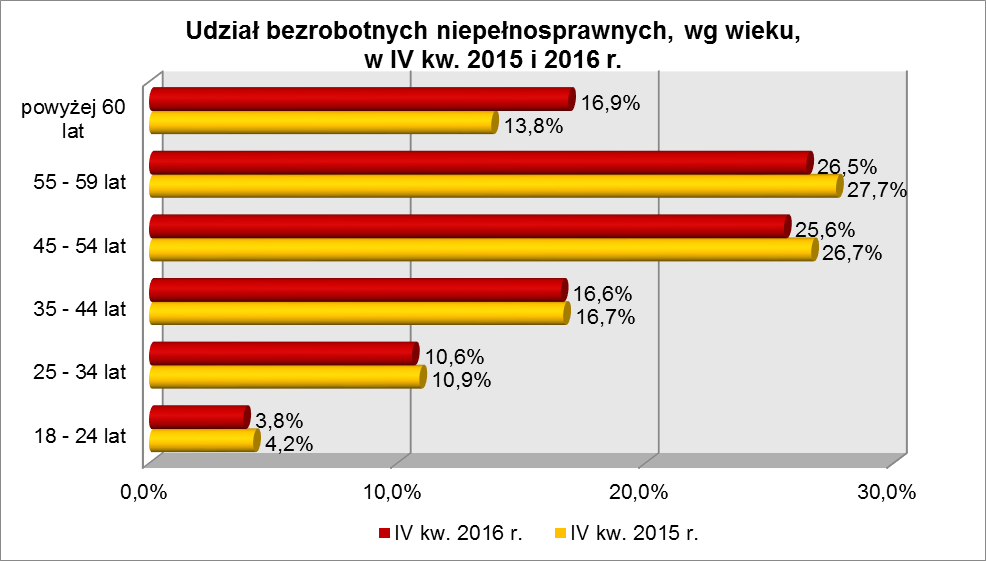 Udział bezrobotnych niepełnosprawnych, wg wieku,
w IV kw. 2015 i 2016 r.
powyżej 60
lat
16,9%
13,8%
55 - 59 lat
26,5%
27,7%
45 - 54 lat
25,6%
26,7%
35 - 44 lat
16,6%
16,7%
25 - 34 lat
10,6%
10,9%
18 - 24 lat
3,8%
4,2%
0,0% 10,0% 20,0% 30,0%
IV kw. 2016 r. IV kw. 2015 r.